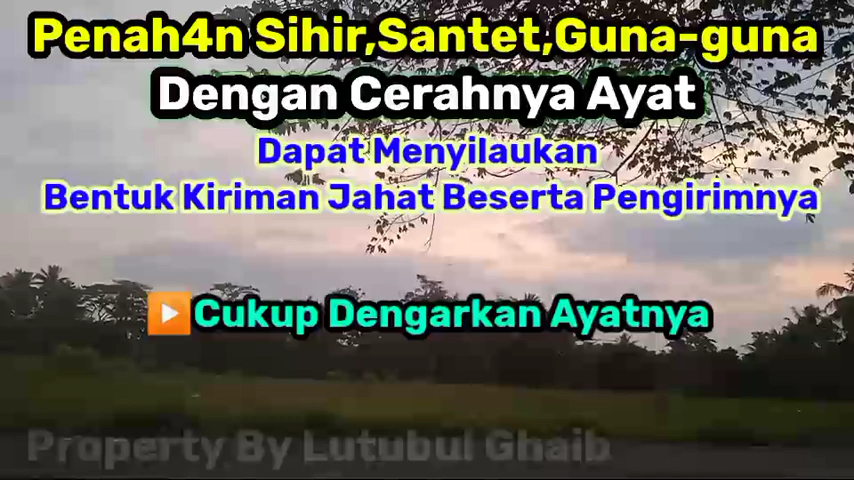 Penah4n Sihir,Santet,Guna-guna
Dengan Cerahnya Ayat
Dapat Menyilaukan
Bentuk Kiriman Jahat Beserta Pengirimnya
▶️Cukup Dengarkan Ayatnya
Property By Lutubul Ghaib